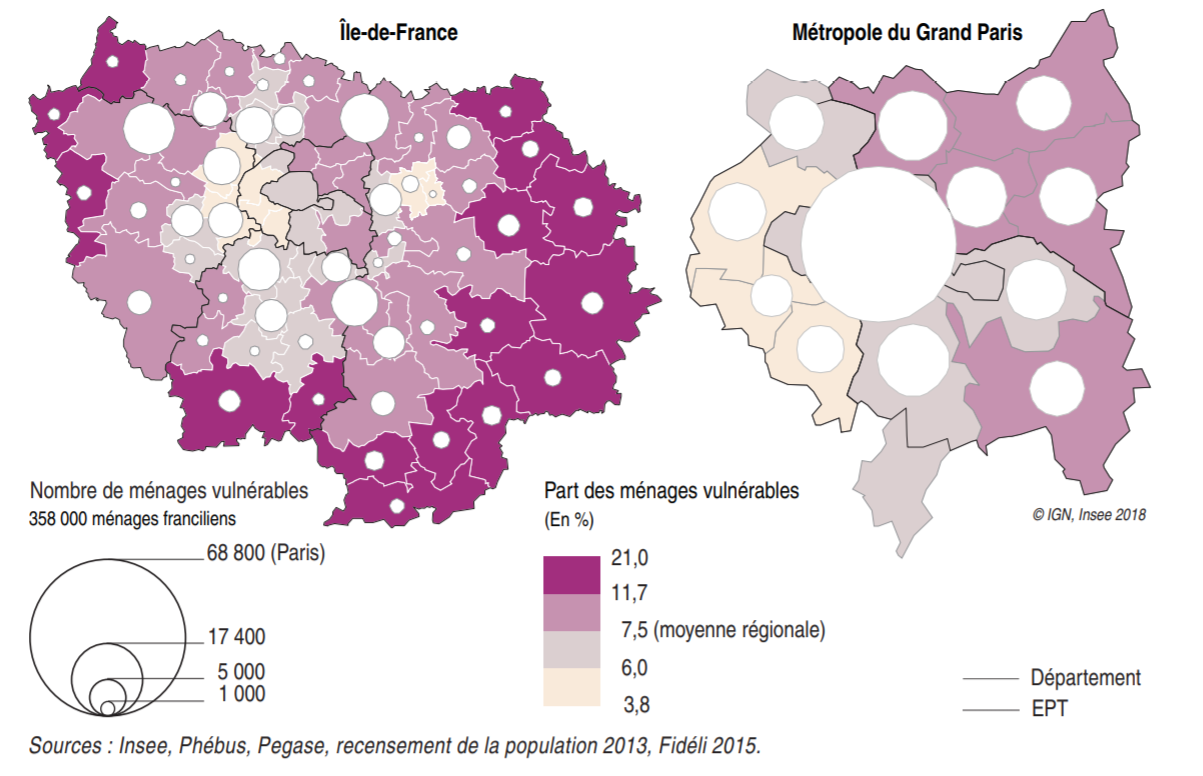 Île-de-France
Métropole du Grand Paris
Nombre de ménages vulnérables
358 000 ménages franciliens
68 800 (Paris)
17 400
5 000
1 000
Part des ménages vulnérables
(En %)
21,0
11,7
7,5 (moyenne régionale)
6,0
3,8
© IGN, Insee 2018
Département
EPT
Sources : Insee, Phébus, Pegase, recensement de la population 2013, Fidéli 2015.